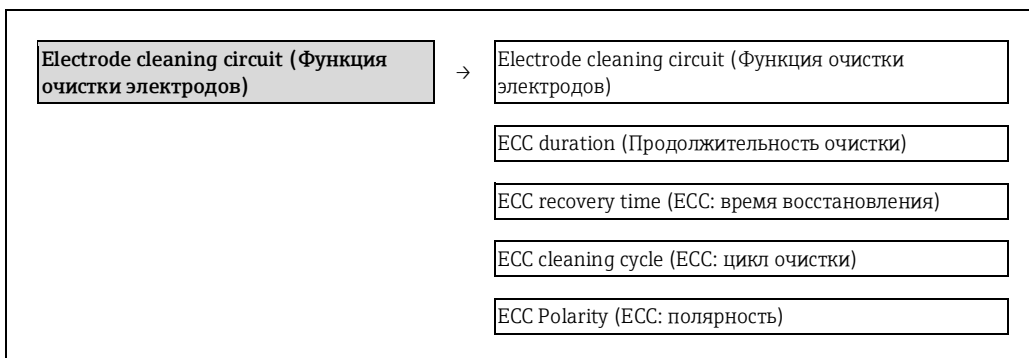 Electrode cleaning circuit (Функция
очистки электродов)
→
Electrode cleaning circuit (Функция очистки
электродов)
ECC duration (Продолжительность очистки)
ECC recovery time (ECC: время восстановления)
ECC cleaning cycle (ECC: цикл очистки)
ECC Polarity (ECC: полярность)